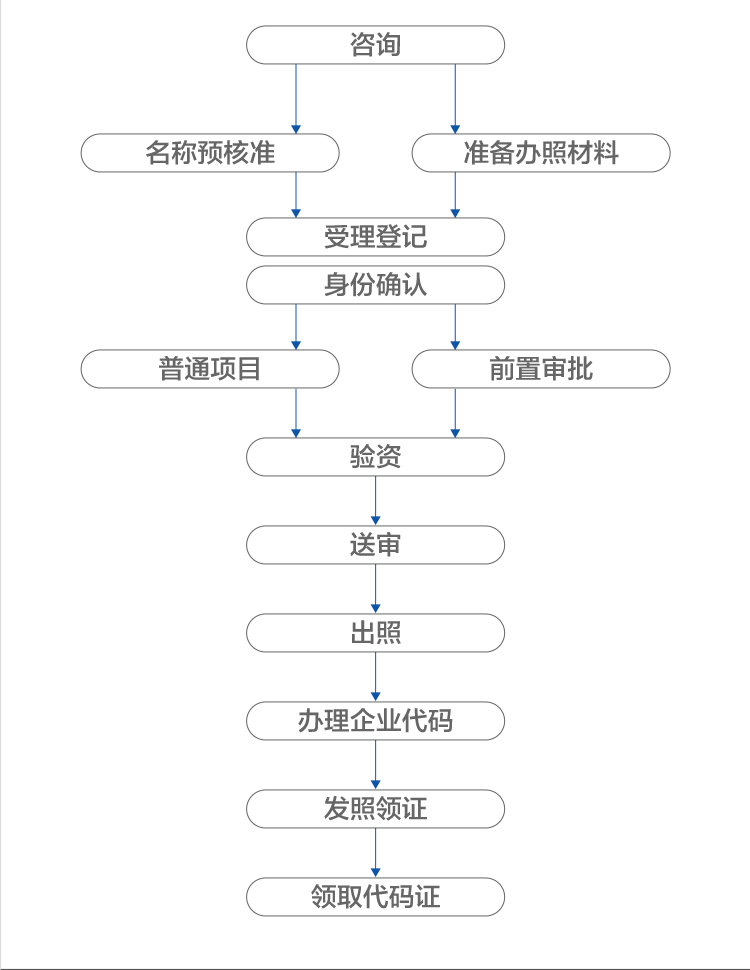 咨询
名称预核准
准备办照材料
受理登记
身份确认
普通项目
前置审批
验资
送审
出照
办理企业代码
发照领证
领取代码证